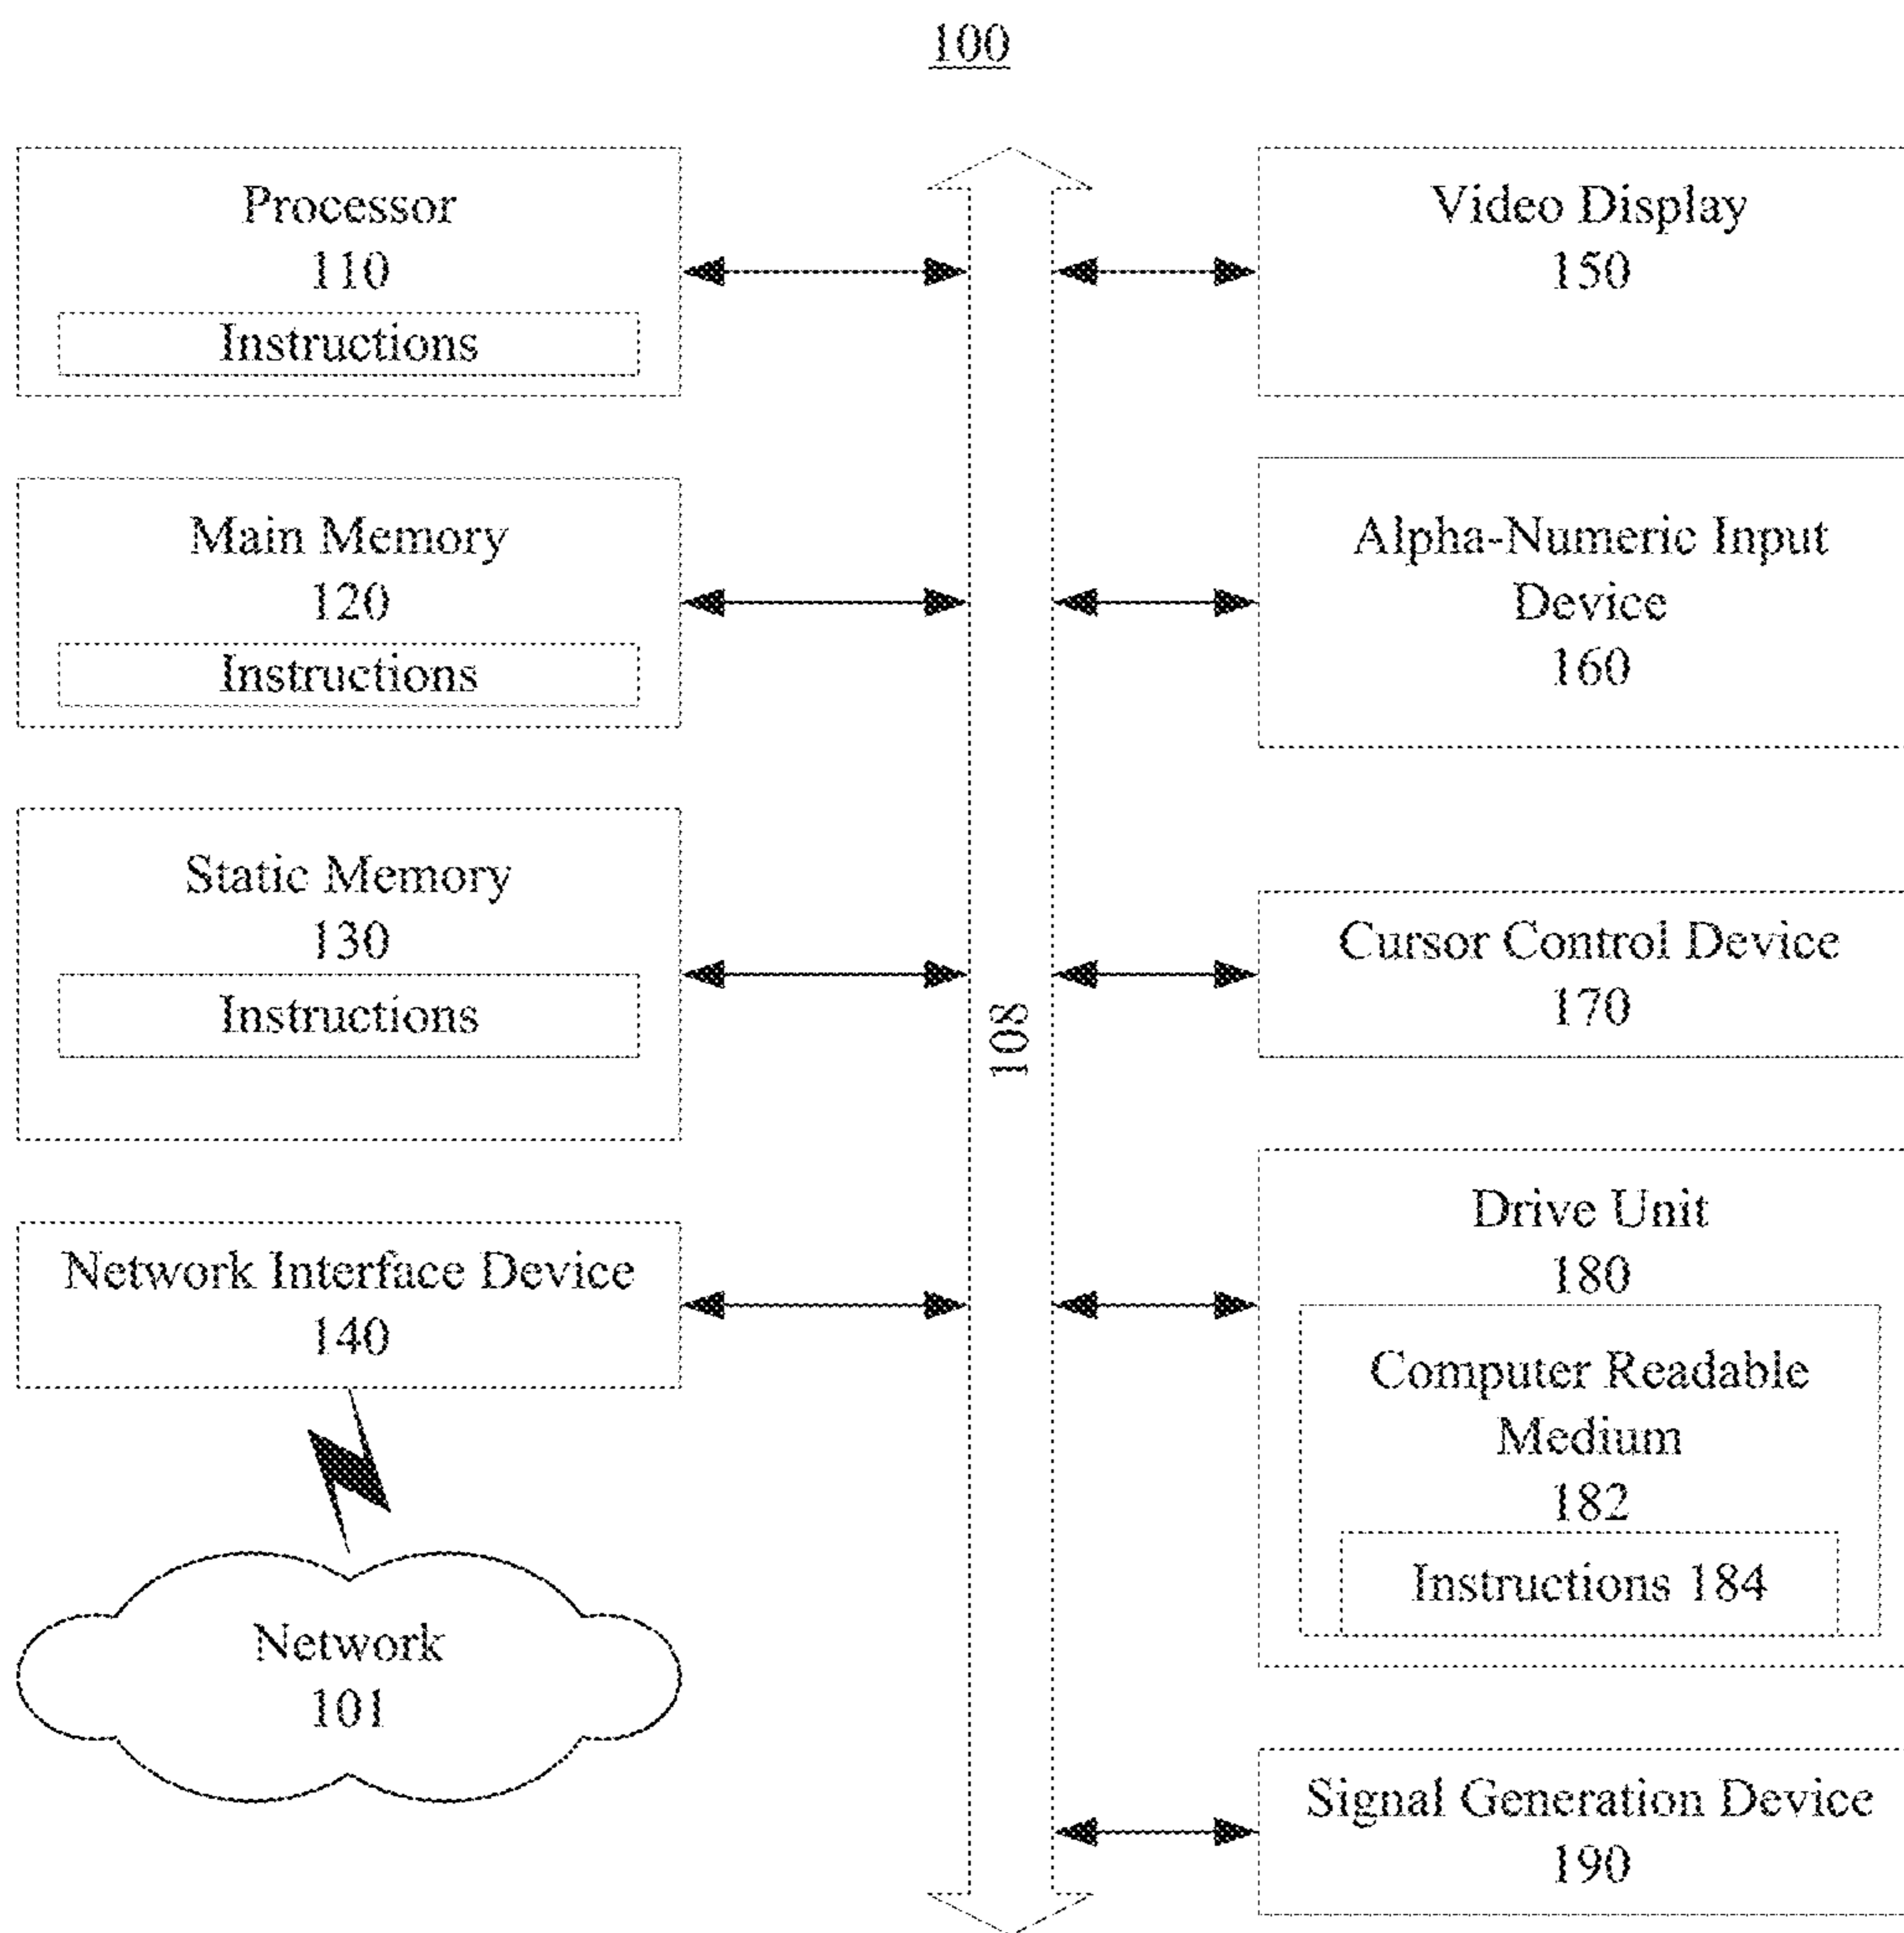 100
Processor
110
Instructions
Main Memory
120
Instructions
Static Memory
130
Instructions
Network Interface Device
140
Network
101
108
Video Display
150
Alpha-Numeric Input
Device
160
Cursor Control Device
170
Drive Unit
180
Computer Readable
Medium
182
Instructions 184
Signal Generation Device
190